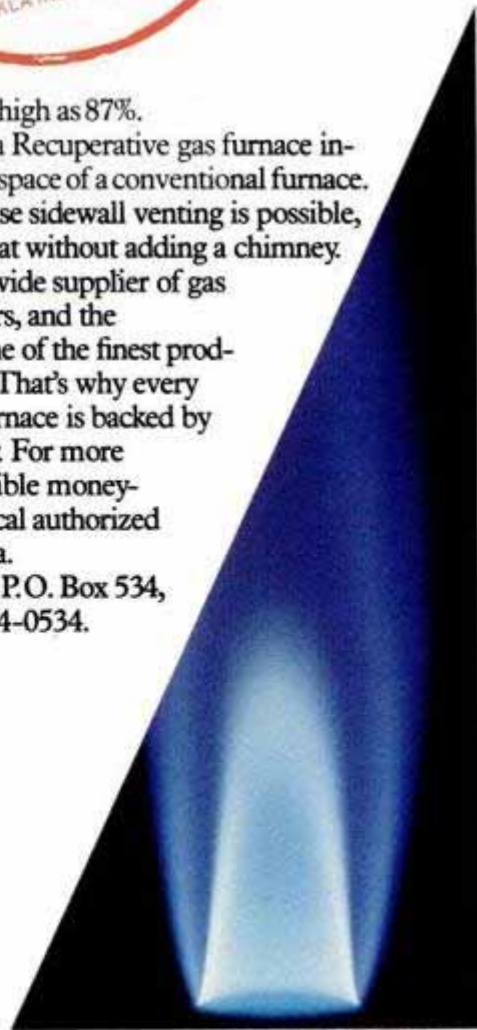 high as 87%.
Recuperative gas furnace in-
space of a conventional furnace.
se sidewall venting is possible,
at without adding a chimney.
wide supplier of gas
rs, and the
e of the finest prod-
That's why every
rnace is backed by
For more
ible money-
cal authorized
a.
P.O. Box 534,
4-0534.